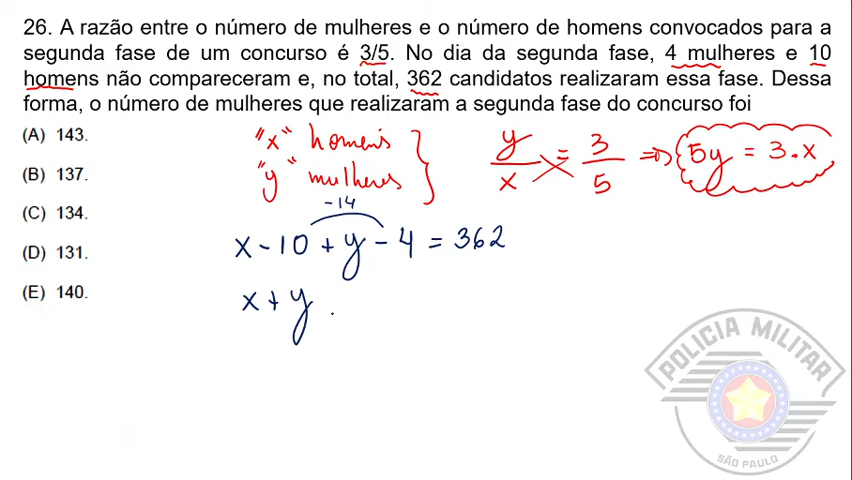 26. A razão entre o número de mulheres e o número de homens convocados para a
segunda fase de um concurso é 3/5. No dia da segunda fase, 4 mulheres e 10
homens não compareceram e, no total, 362 candidatos realizaram essa fase. Dessa
forma, o número de mulheres que realizaram a segunda fase do concurso foi
(A) 143.
(B) 137.
(C) 134.
(D) 131.
(E) 140.
"x" homens
"y" mulheres
y/x = 3/5 => 5y = 3.x
-14
x - 10 + y - 4 = 362
x + y
POLICIA MILITAR
SÃO PAULO